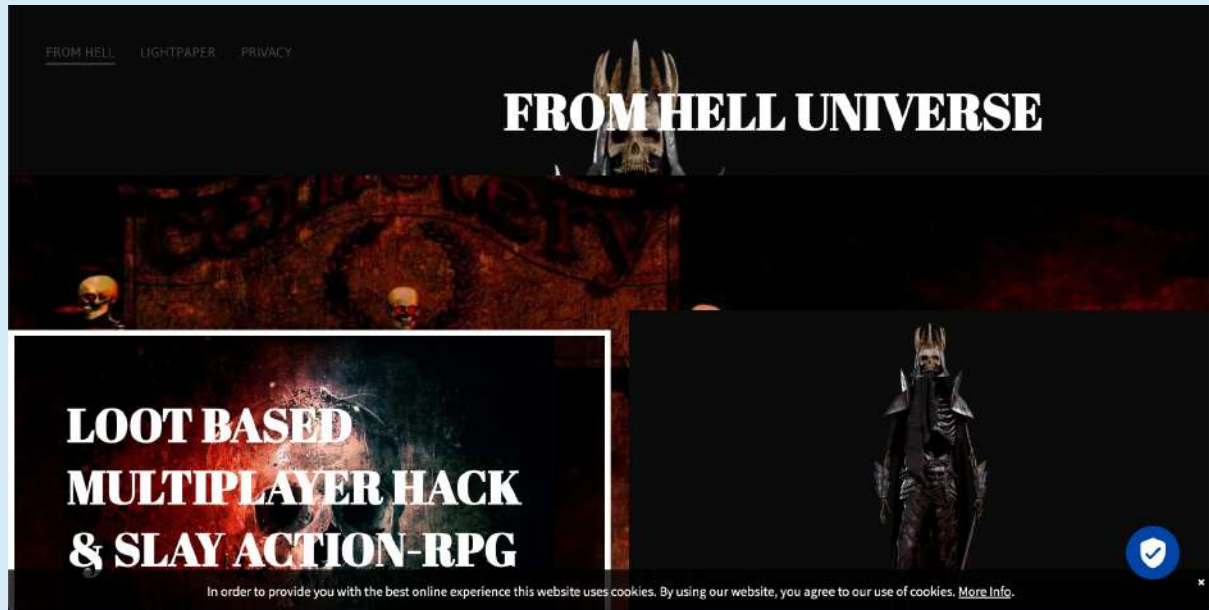 FROM HELL LIGHTPAPER PRIVACY
FROM HELL UNIVERSE
cemetery
LOOT BASED
MULTIPLAYER HACK
& SLAY ACTION-RPG
In order to provide you with the best online experience this website uses cookies. By using our website, you agree to our use of cookies. More Info.
×